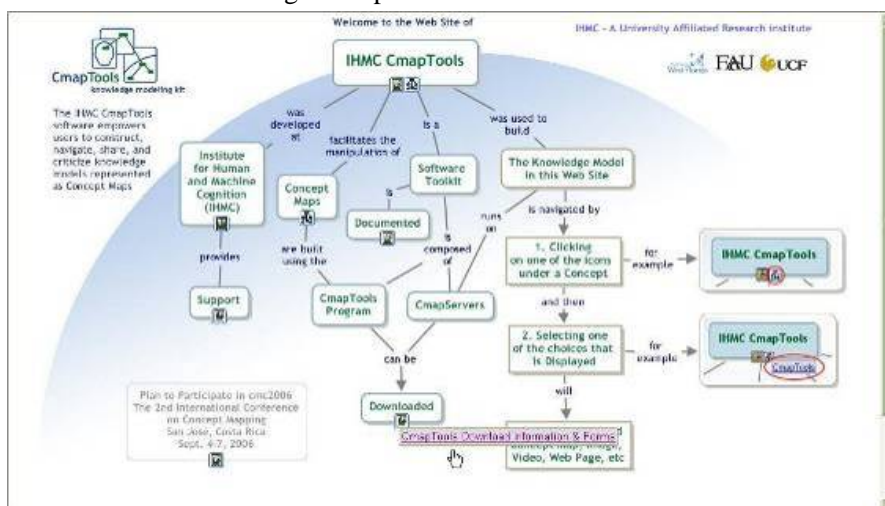 Welcome to the Web Site of
IHMC - A University Affiliated Research institute
IHMC CmapTools
FAU
UCF
CmapTools
knowledge modeling kit
The IHMC CmapTools
software empowers
users to construct,
navigate, share, and
criticize knowledge
models represented
as Concept Maps
was
developed
at
facilitates the
manipulation of
is a
was used to
build
Institute
for Human
and Machine
Cognition
(IHMC)
Concept
Maps
Software
Toolkit
The Knowledge Model
in this Web Site
is
Documented
runs
on
is navigated by
provides
are built
using the
is
composed
of
1. Clicking
on one of the icons
under a Concept
for
example
IHMC CmapTools
Support
CmapTools
Program
CmapServers
and then
2. Selecting one
of the choices that
is Displayed
for
example
IHMC CmapTools
CmapTools
can be
will
Plan to Participate in cmc2006
The 2nd International Conference
on Concept Mapping
San José, Costa Rica
Sept. 4-7, 2006
Downloaded
CmapTools Download Information & Forms
Concept Map, Image,
Video, Web Page, etc